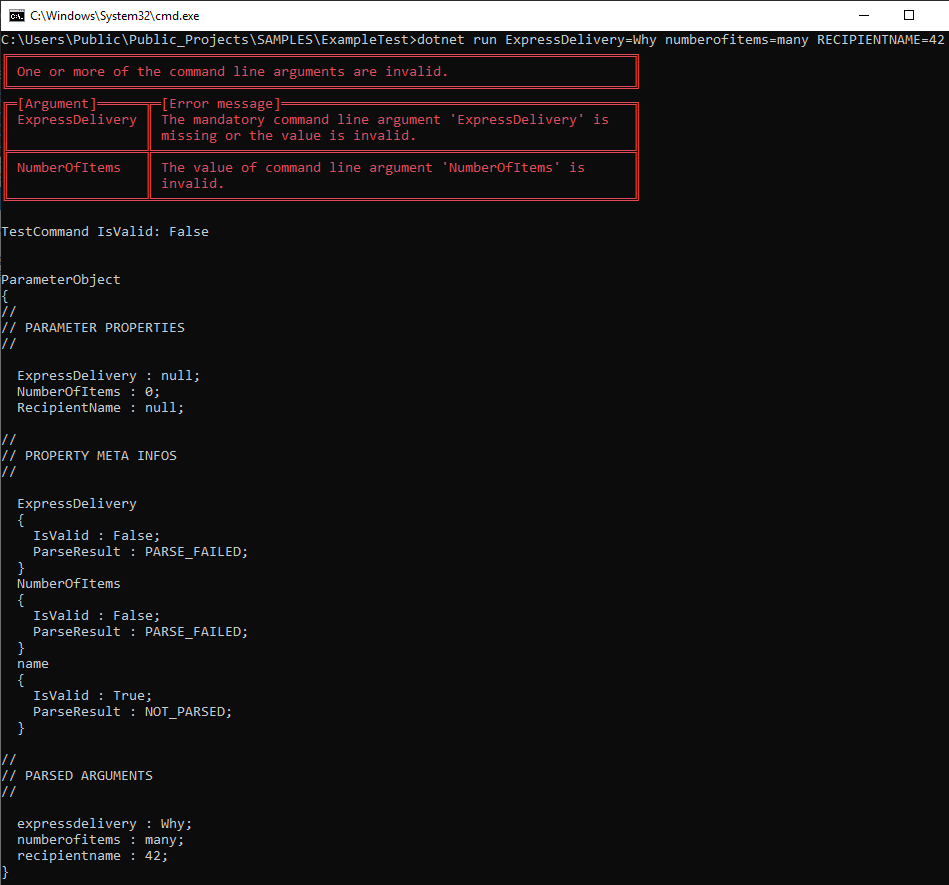 C:\Windows\System32\cmd.exe
C:\Users\Public\Public_Projects\SAMPLES\ExampleTest>dotnet run ExpressDelivery=Why numberofitems=many RECIPIENTNAME=42
One or more of the command line arguments are invalid.
[Argument] [Error message]
ExpressDelivery The mandatory command line argument 'ExpressDelivery' is
missing or the value is invalid.
NumberOfItems The value of command line argument 'NumberOfItems' is
invalid.
TestCommand IsValid: False
ParameterObject
{
//
// PARAMETER PROPERTIES
//
ExpressDelivery : null;
NumberOfItems : 0;
RecipientName : null;
//
// PROPERTY META INFOS
//
ExpressDelivery
{
IsValid : False;
ParseResult : PARSE_FAILED;
}
NumberOfItems
{
IsValid : False;
ParseResult : PARSE_FAILED;
}
name
{
IsValid : True;
ParseResult : NOT_PARSED;
}
//
// PARSED ARGUMENTS
//
expressdelivery : Why;
numberofitems : many;
recipientname : 42;
}